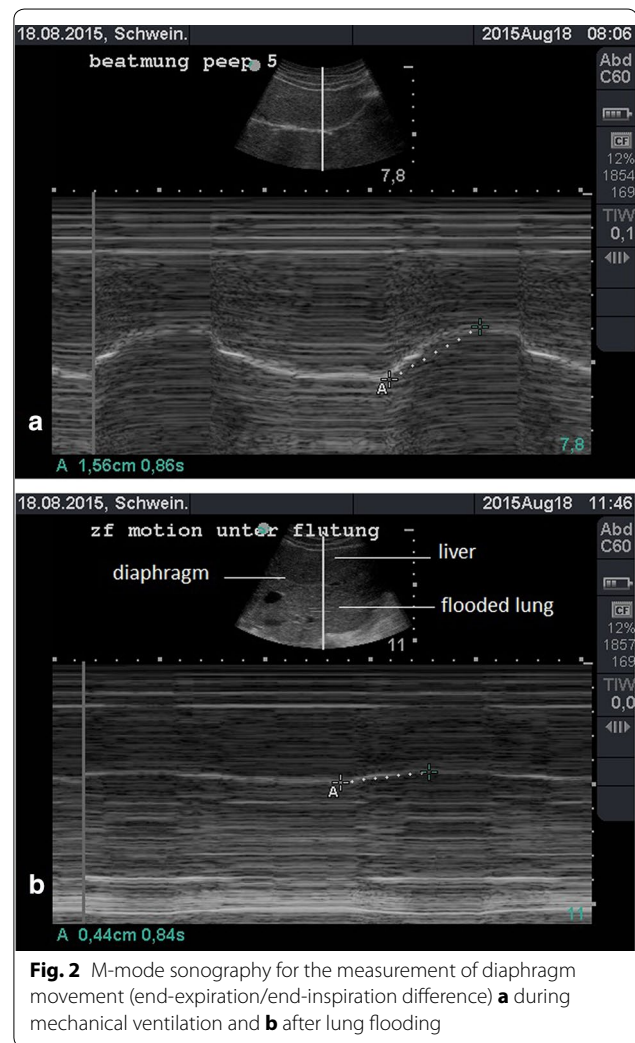 18.08.2015, Schwein.
2015Aug18 08:06
beatmung peep 5
Abd
C60
CF
12%
1854
169
TIW
0,1
7,8
A
a
7,8
A 1,56cm 0,86s
18.08.2015, Schwein.
2015Aug18 11:46
zf motion unter flutung
Abd
C60
liver
diaphragm
flooded lung
CF
12%
1857
169
TIW
0,0
11
A
b
11
A 0,44cm 0,84s
Fig. 2 M-mode sonography for the measurement of diaphragm
movement (end-expiration/end-inspiration difference) a during
mechanical ventilation and b after lung flooding